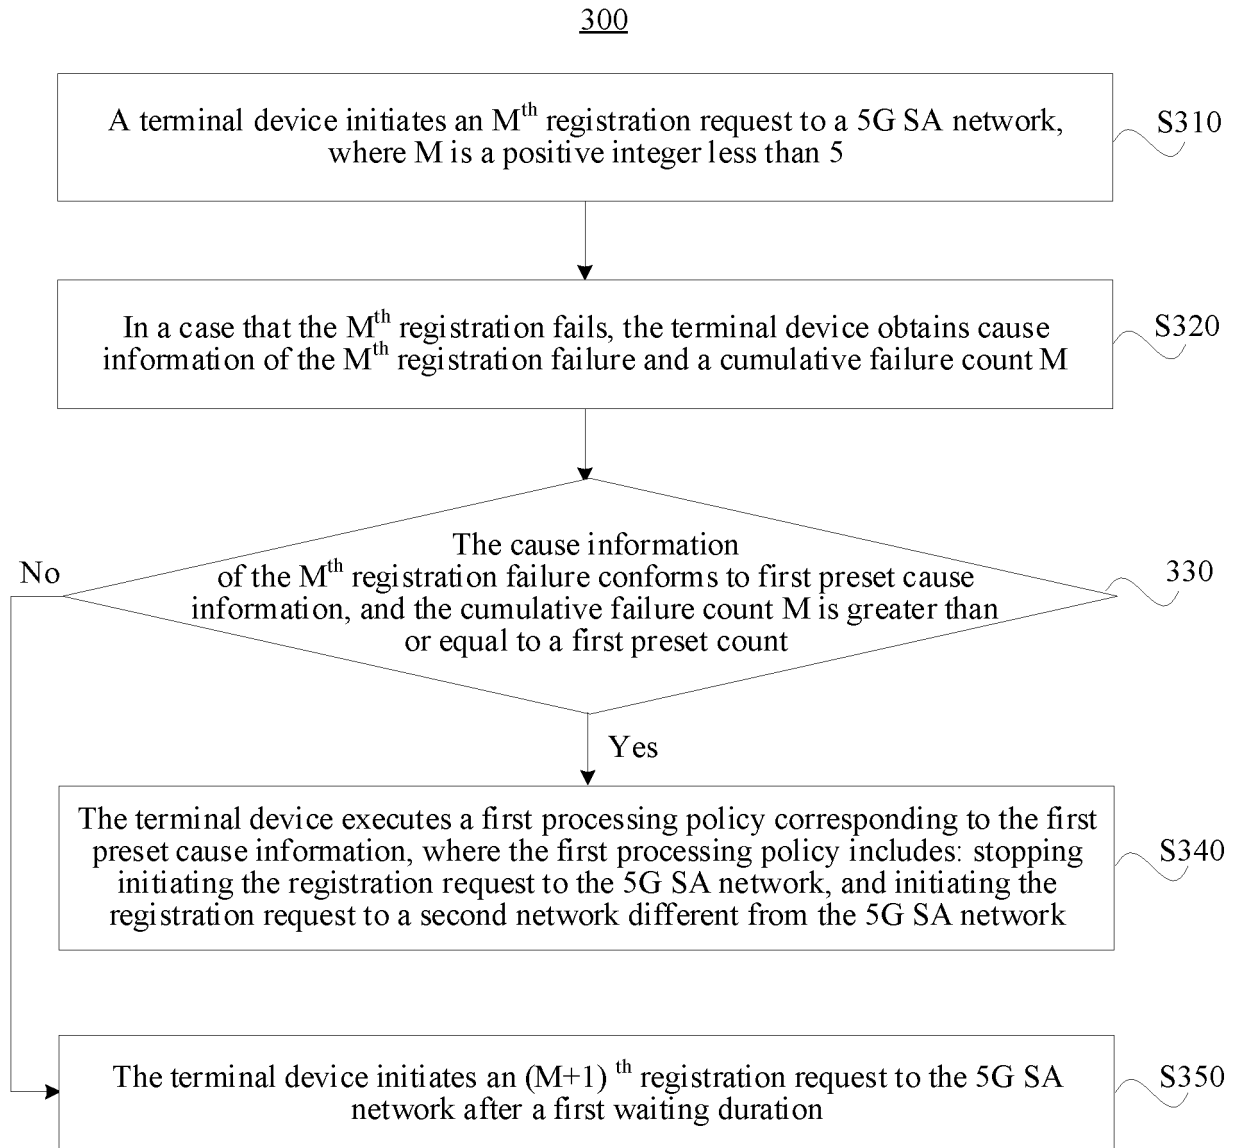 300
A terminal device initiates an Mth registration request to a 5G SA network,
where M is a positive integer less than 5
S310
In a case that the Mth registration fails, the terminal device obtains cause
information of the Mth registration failure and a cumulative failure count M
S320
The cause information
of the Mth registration failure conforms to first preset cause
information, and the cumulative failure count M is greater than
or equal to a first preset count
330
No
Yes
The terminal device executes a first processing policy corresponding to the first
preset cause information, where the first processing policy includes: stopping
initiating the registration request to the 5G SA network, and initiating the
registration request to a second network different from the 5G SA network
S340
The terminal device initiates an (M+1) th registration request to the 5G SA
network after a first waiting duration
S350